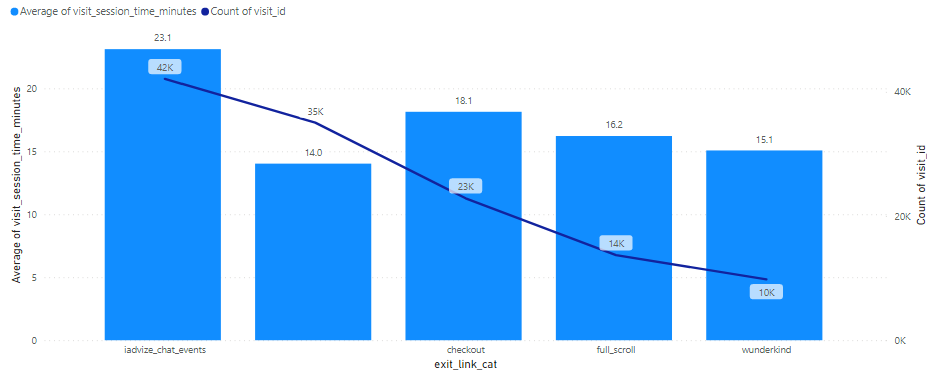 Average of visit_session_time_minutes Count of visit_id
23.1
42K
35K
14.0
18.1
23K
16.2
14K
15.1
10K
20
15
10
5
0
40K
20K
0K
Average of visit_session_time_minutes
Count of visit_id
iadvize_chat_events checkout full_scroll wunderkind
exit_link_cat